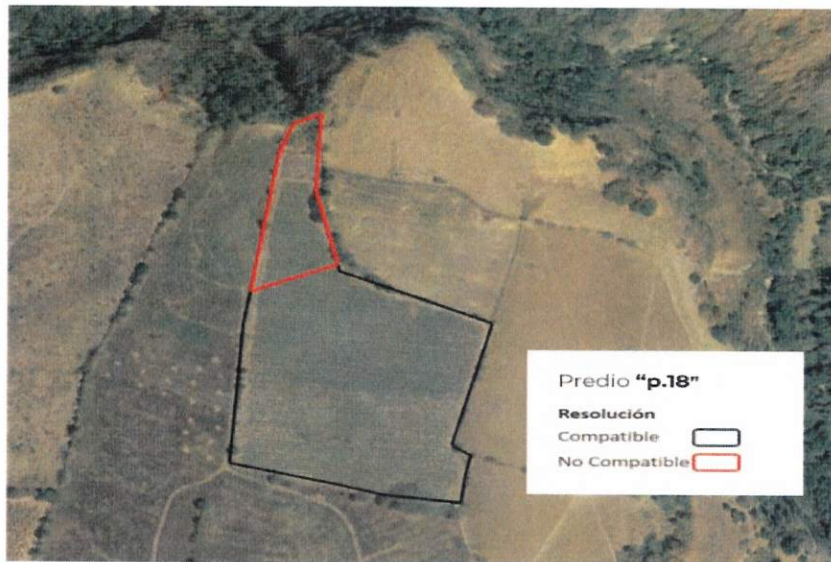 Predio “p.18”
Resolución
Compatible
No Compatible